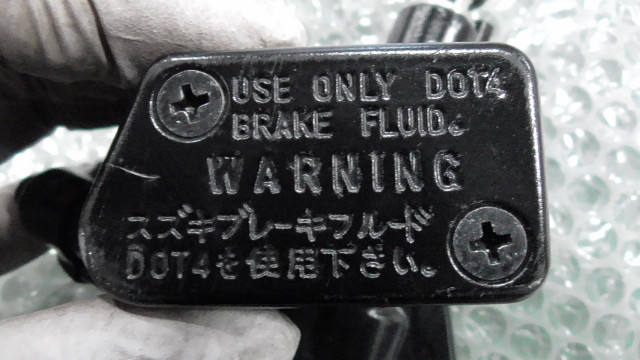 USE ONLY DOT4
BRAKE FLUID.
WARNING
スズキブレーキフルード
DOT4を使用下さい。